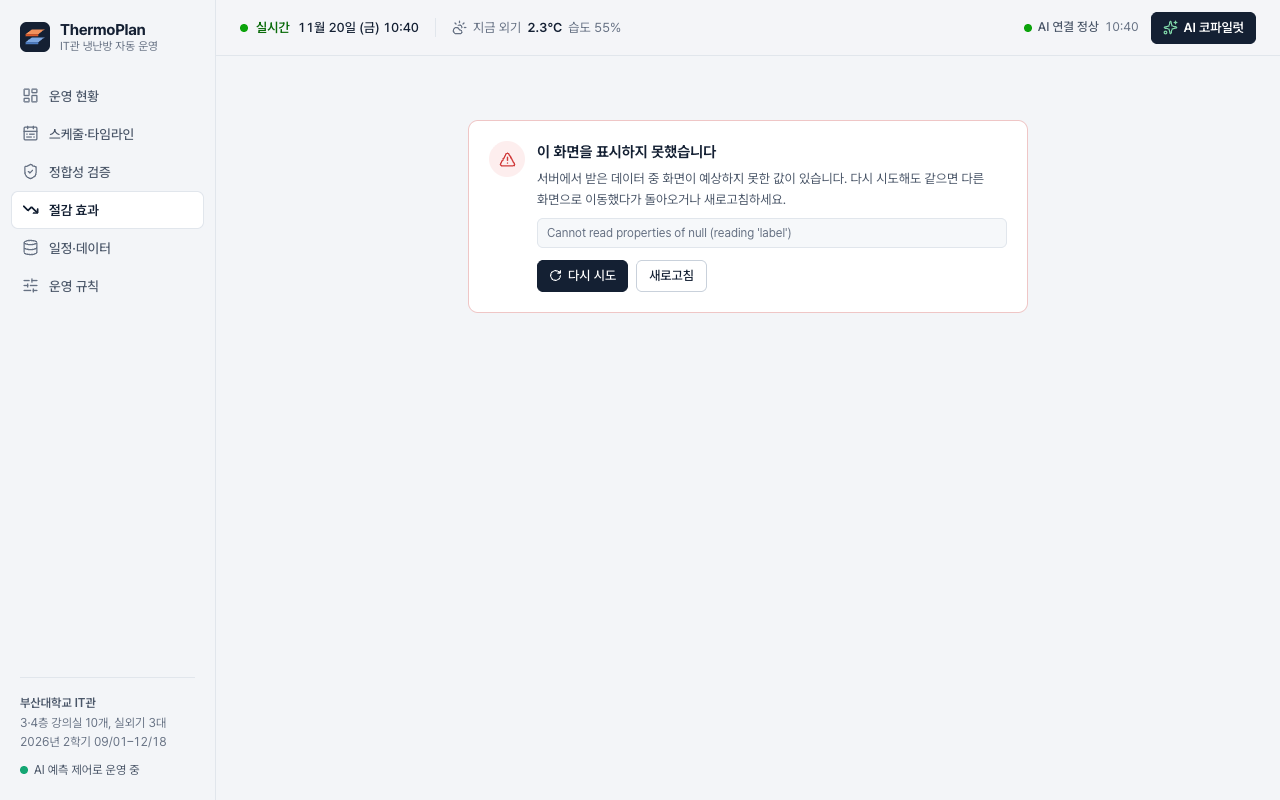 ThermoPlan
IT관 냉난방 자동 운영
운영 현황
스케줄·타임라인
정합성 검증
절감 효과
일정·데이터
운영 규칙
부산대학교 IT관
3·4층 강의실 10개, 실외기 3대
2026년 2학기 09/01–12/18
AI 예측 제어로 운영 중
실시간 11월 20일 (금) 10:40 지금 외기 2.3°C 습도 55%
AI 연결 정상 10:40 AI 코파일럿
이 화면을 표시하지 못했습니다
서버에서 받은 데이터 중 화면이 예상하지 못한 값이 있습니다. 다시 시도해도 같으면 다른
화면으로 이동했다가 돌아오거나 새로고침하세요.
Cannot read properties of null (reading 'label')
다시 시도 새로고침